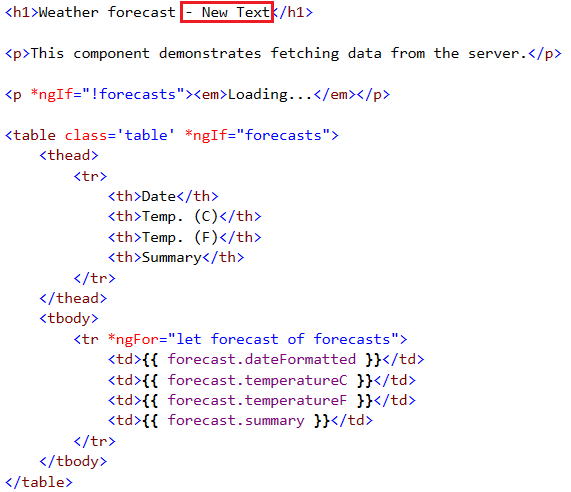 <h1>Weather forecast - New Text</h1>
<p>This component demonstrates fetching data from the server.</p>
<p *ngIf="!forecasts"><em>Loading...</em></p>
<table class='table' *ngIf="forecasts">
    <thead>
        <tr>
            <th>Date</th>
            <th>Temp. (C)</th>
            <th>Temp. (F)</th>
            <th>Summary</th>
        </tr>
    </thead>
    <tbody>
        <tr *ngFor="let forecast of forecasts">
            <td>{{ forecast.dateFormatted }}</td>
            <td>{{ forecast.temperatureC }}</td>
            <td>{{ forecast.temperatureF }}</td>
            <td>{{ forecast.summary }}</td>
        </tr>
    </tbody>
</table>